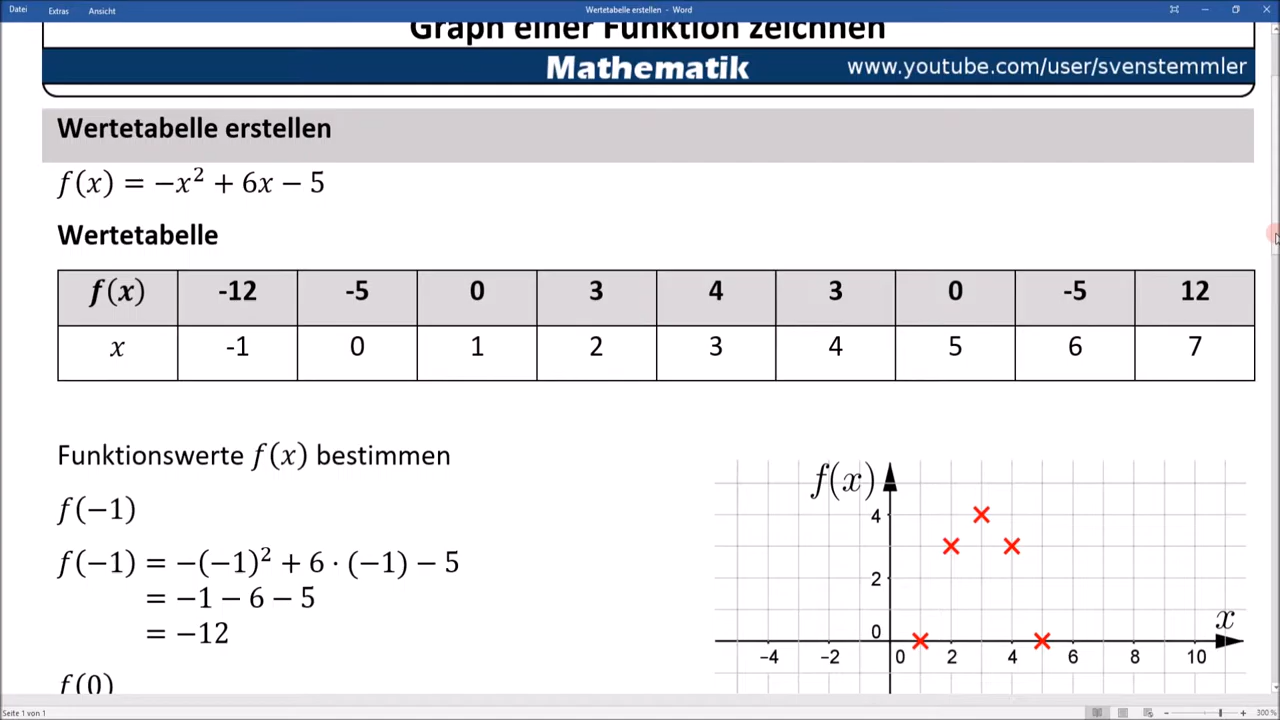 Datei Extras Ansicht Wertetabelle erstellen - Word
Graph einer Funktion zeichnen
Mathematik www.youtube.com/user/svenstemmler
Wertetabelle erstellen
f(x) = −x² + 6x − 5
Wertetabelle
f(x) -12 -5 0 3 4 3 0 -5 12
x -1 0 1 2 3 4 5 6 7
Funktionswerte f(x) bestimmen
f(−1)
f(−1) = −(−1)² + 6 · (−1) − 5
= −1 − 6 − 5
= −12
f(0)
f(x)
4
2
0
x
−4 −2 0 2 4 6 8 10
Seite 1 von 1 300 %